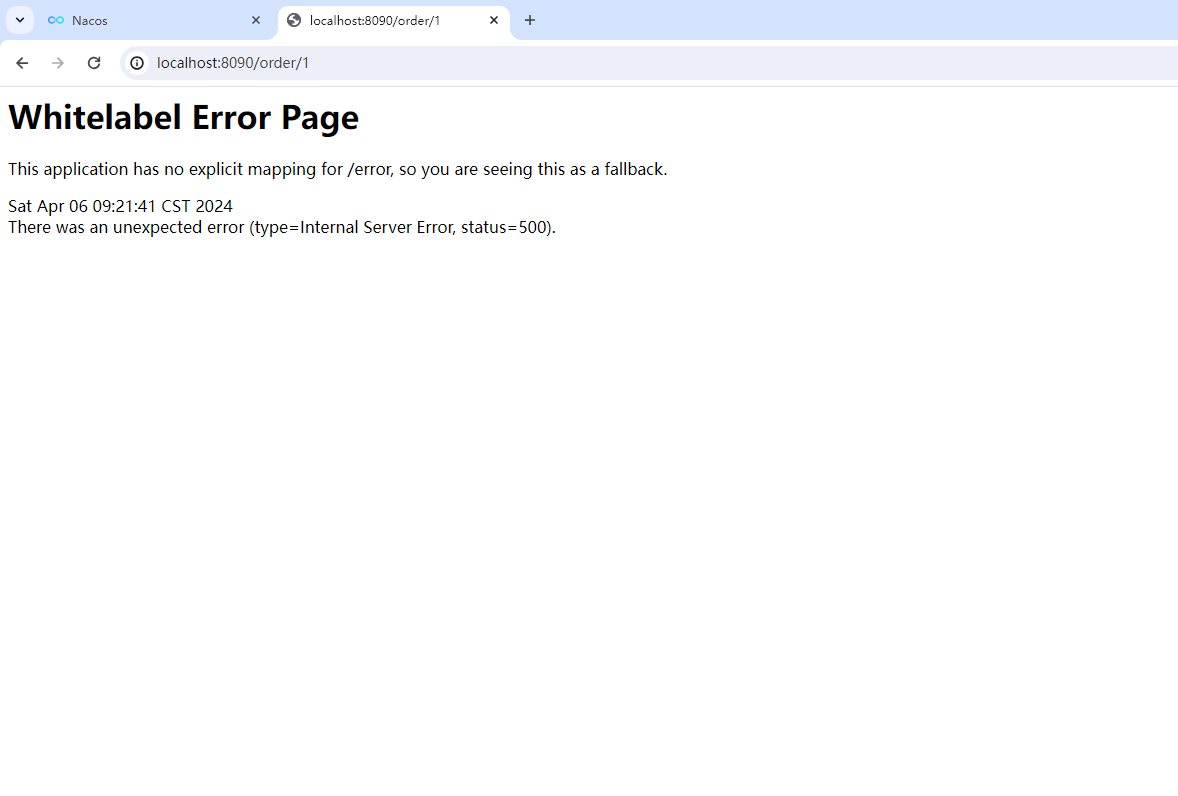 Nacos
localhost:8090/order/1
localhost:8090/order/1
Whitelabel Error Page
This application has no explicit mapping for /error, so you are seeing this as a fallback.
Sat Apr 06 09:21:41 CST 2024
There was an unexpected error (type=Internal Server Error, status=500).